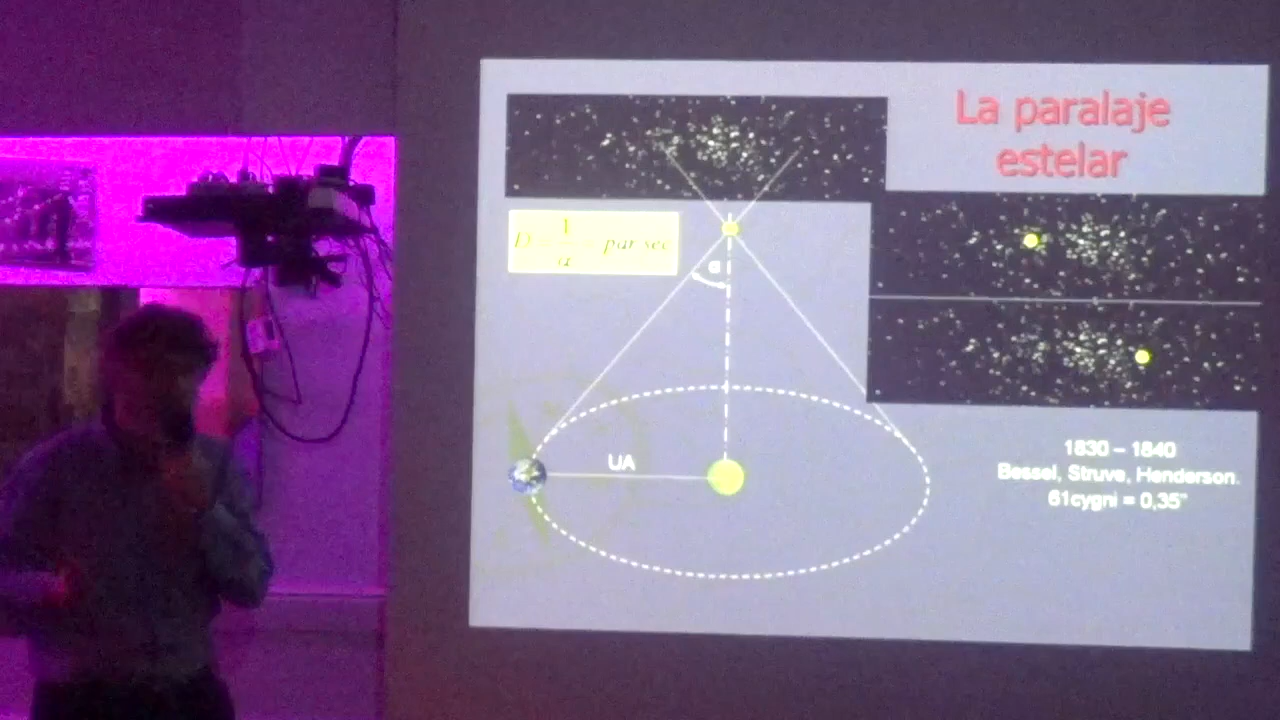 La paralaje
estelar
1
D = — par sec
α
α
UA
1830 – 1840
Bessel, Struve, Henderson.
61cygni = 0,35"